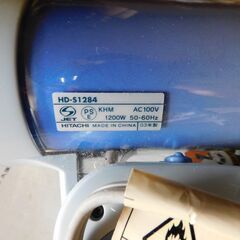 HD-S1284
S JET
PS E
KHM
AC100V
1200W 50-60Hz
HITACHI MADE IN CHINA 03年製